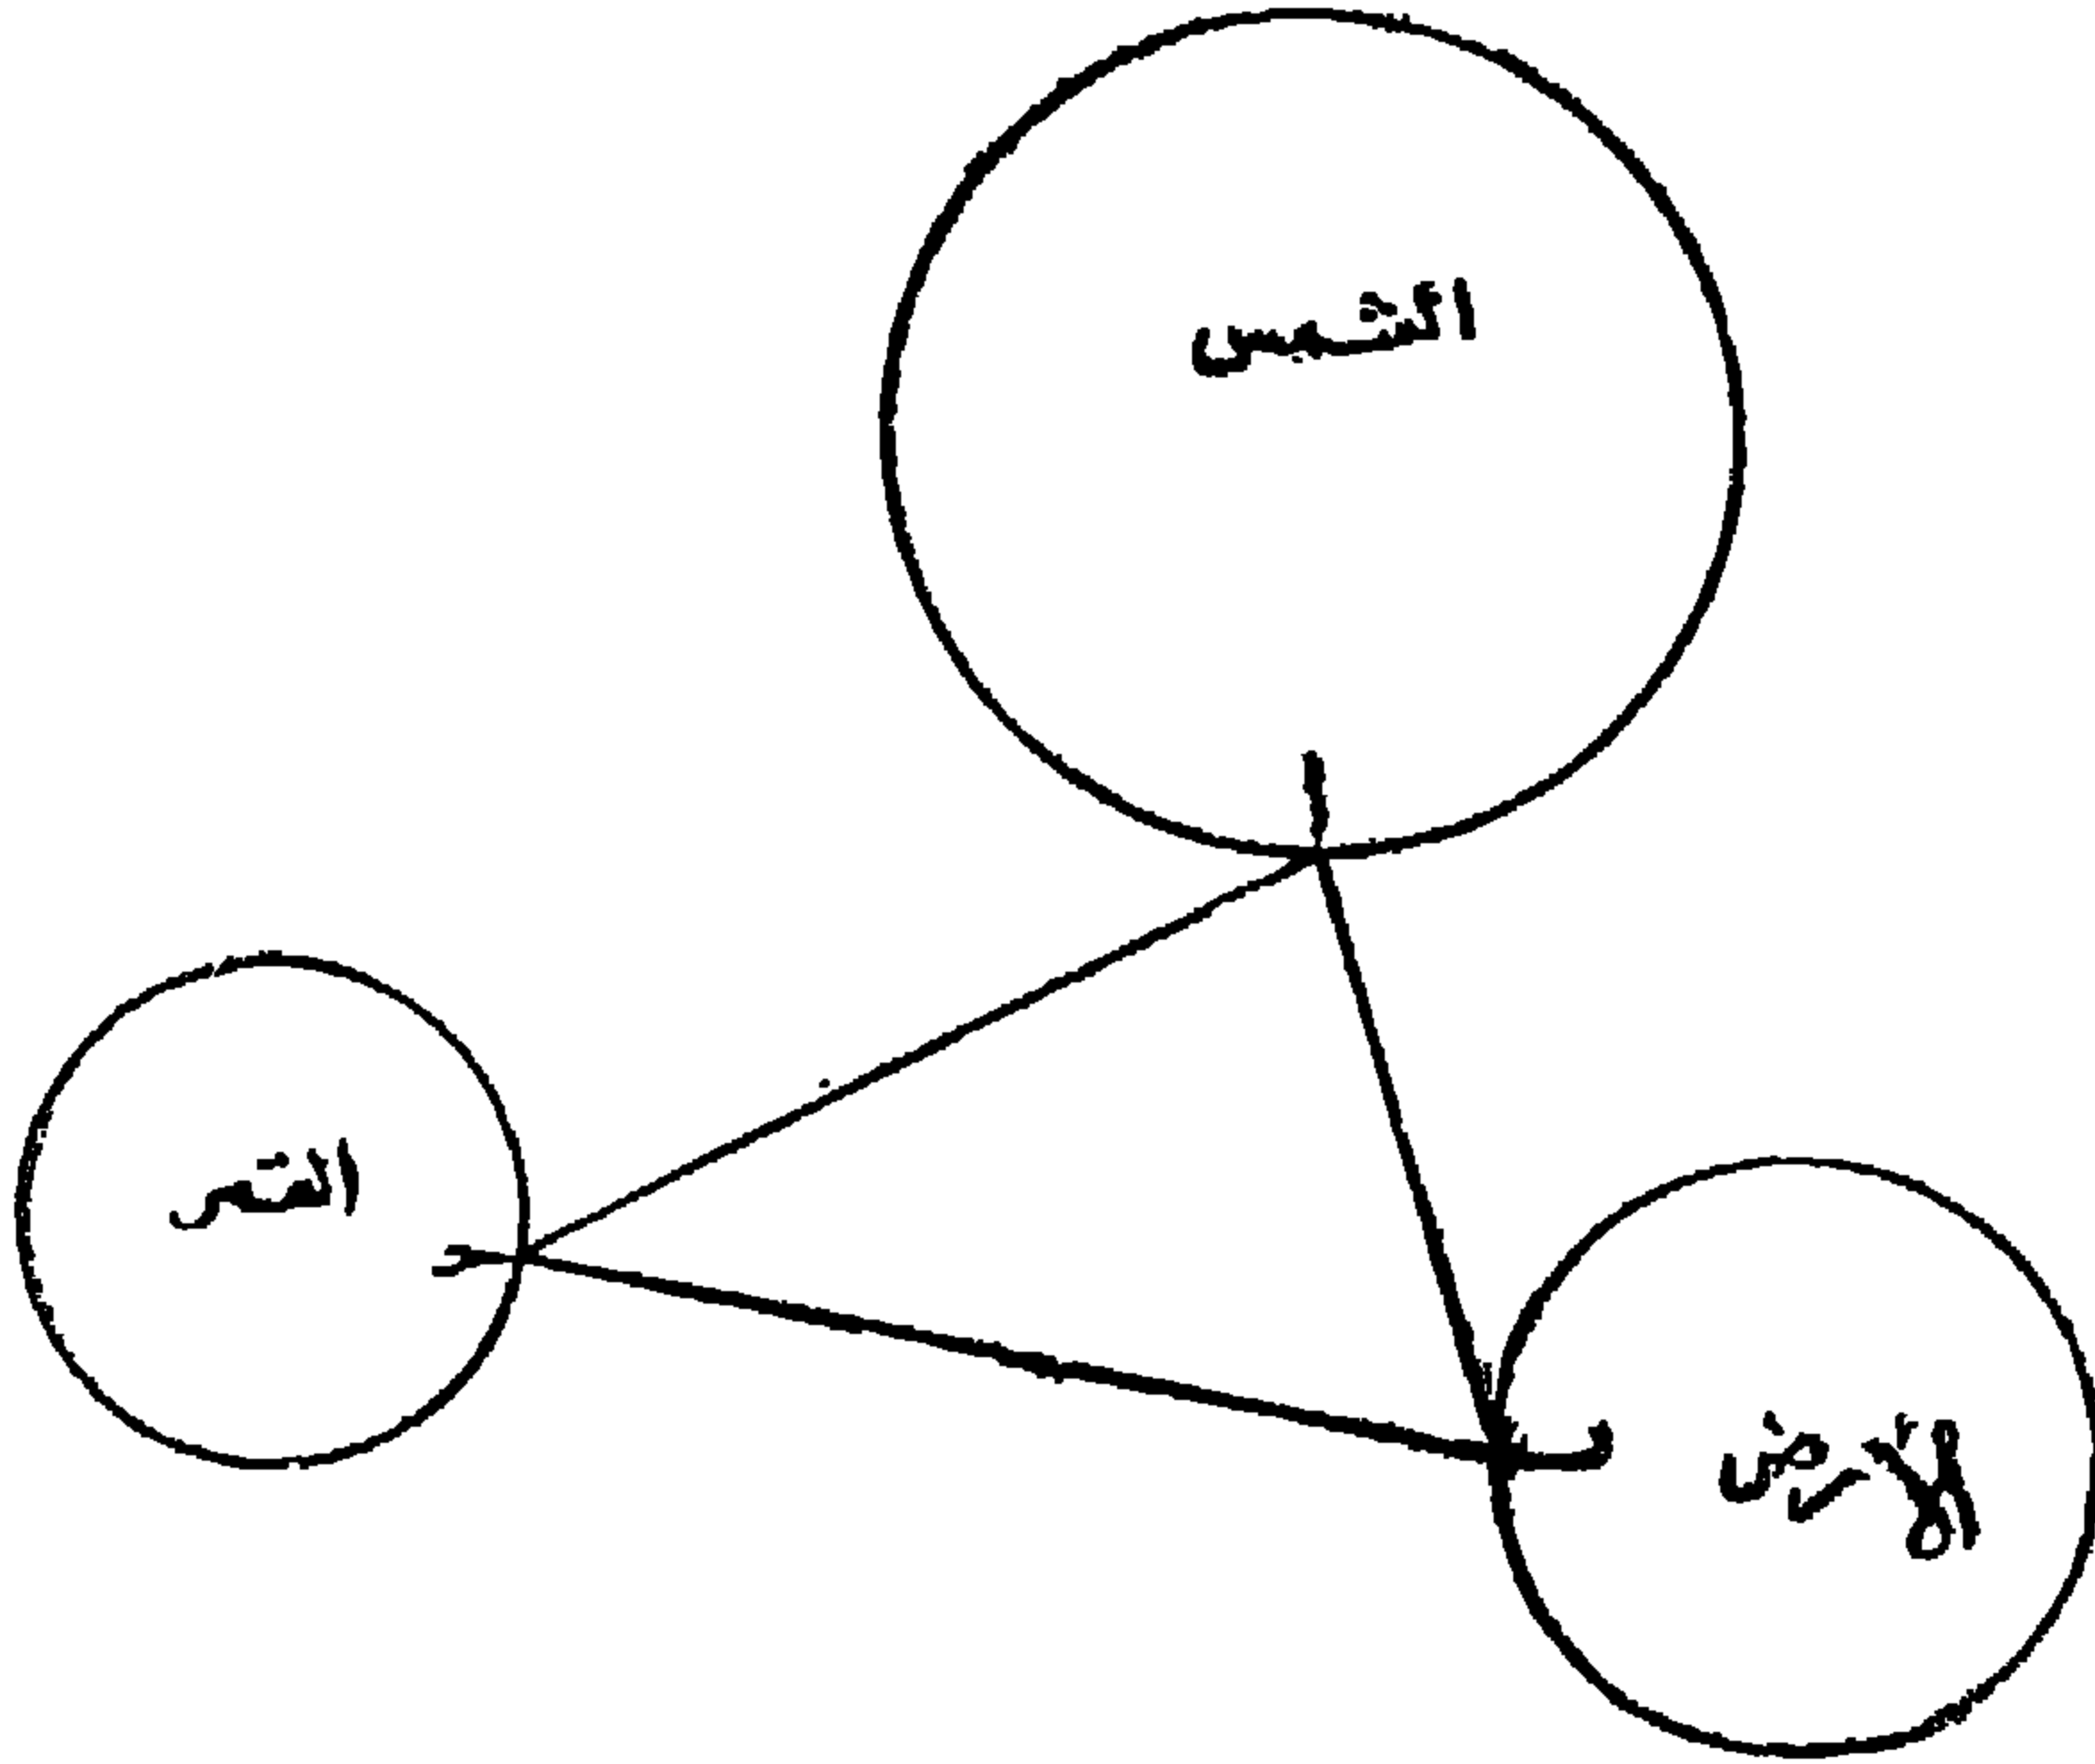 الشمس
ا
القمر
الأرض
ب